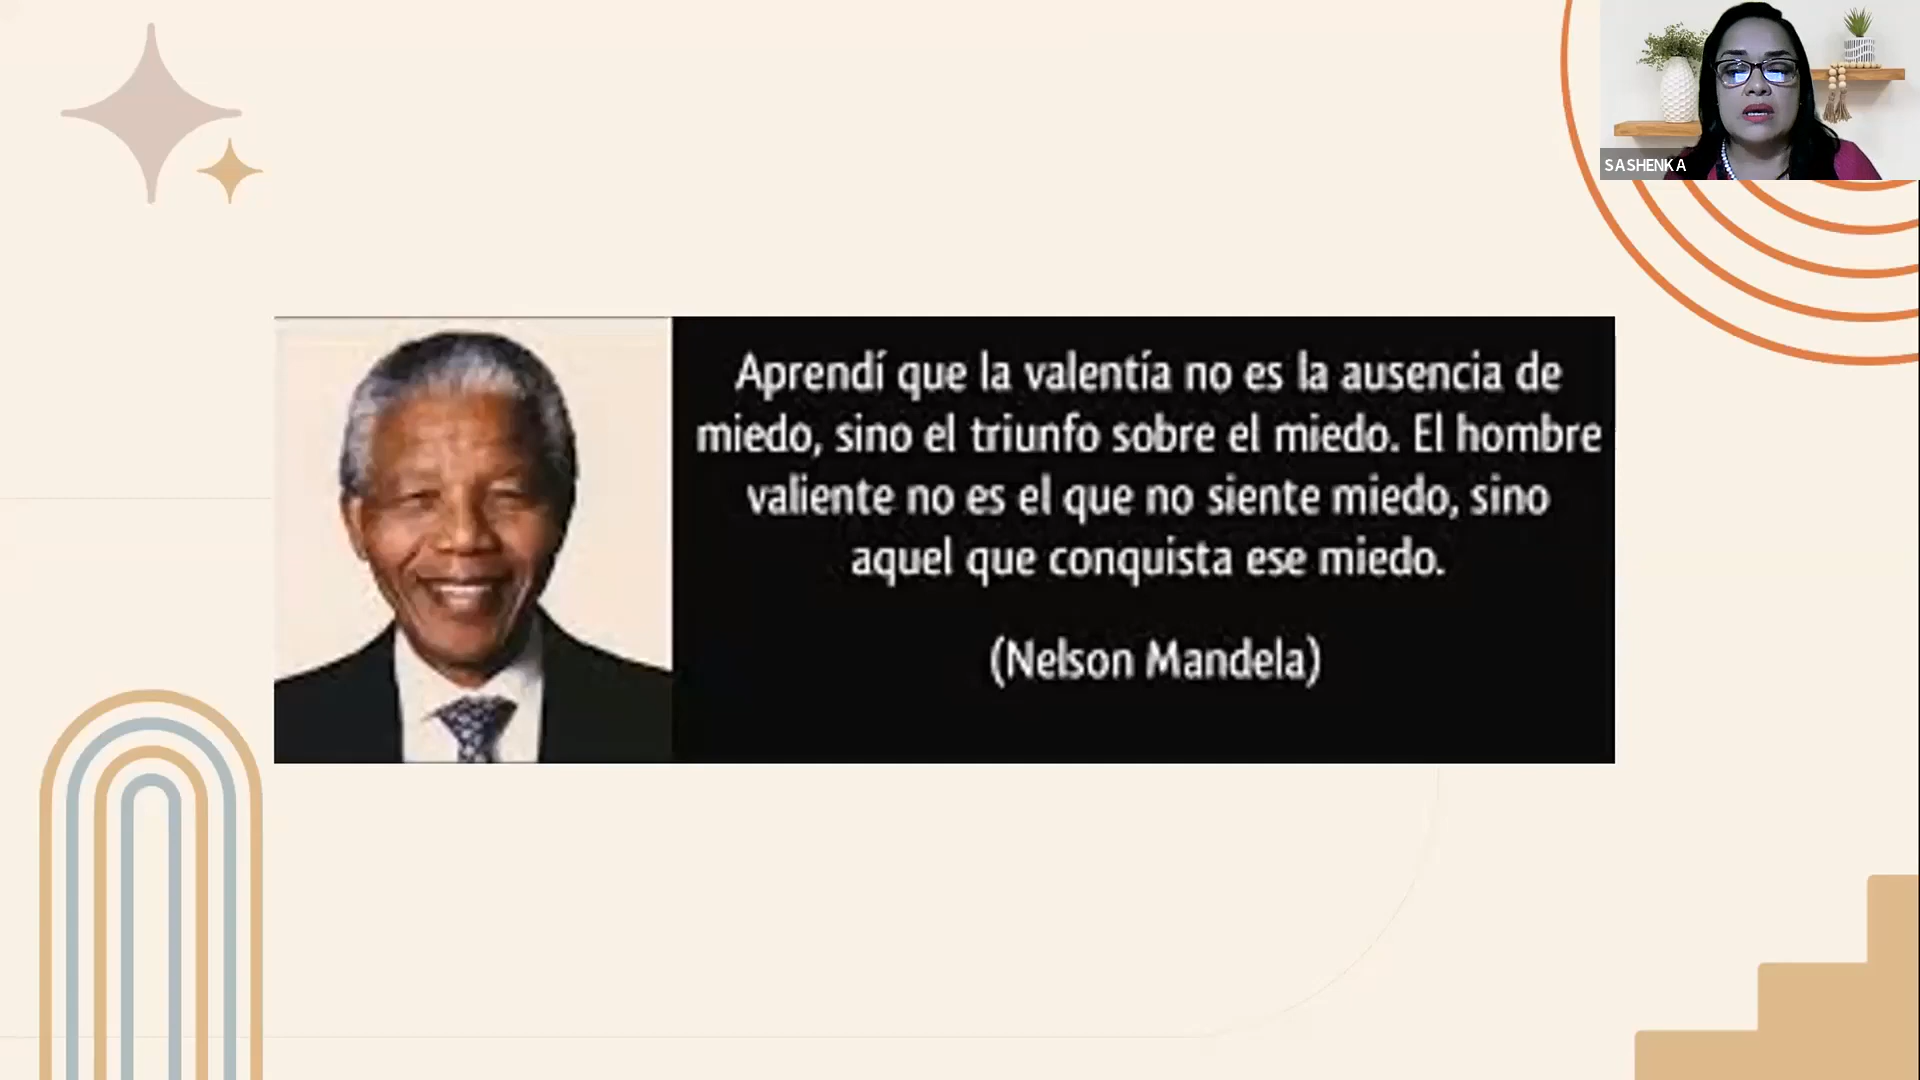 SASHENKA
Aprendí que la valentía no es la ausencia de
miedo, sino el triunfo sobre el miedo. El hombre
valiente no es el que no siente miedo, sino
aquel que conquista ese miedo.
(Nelson Mandela)